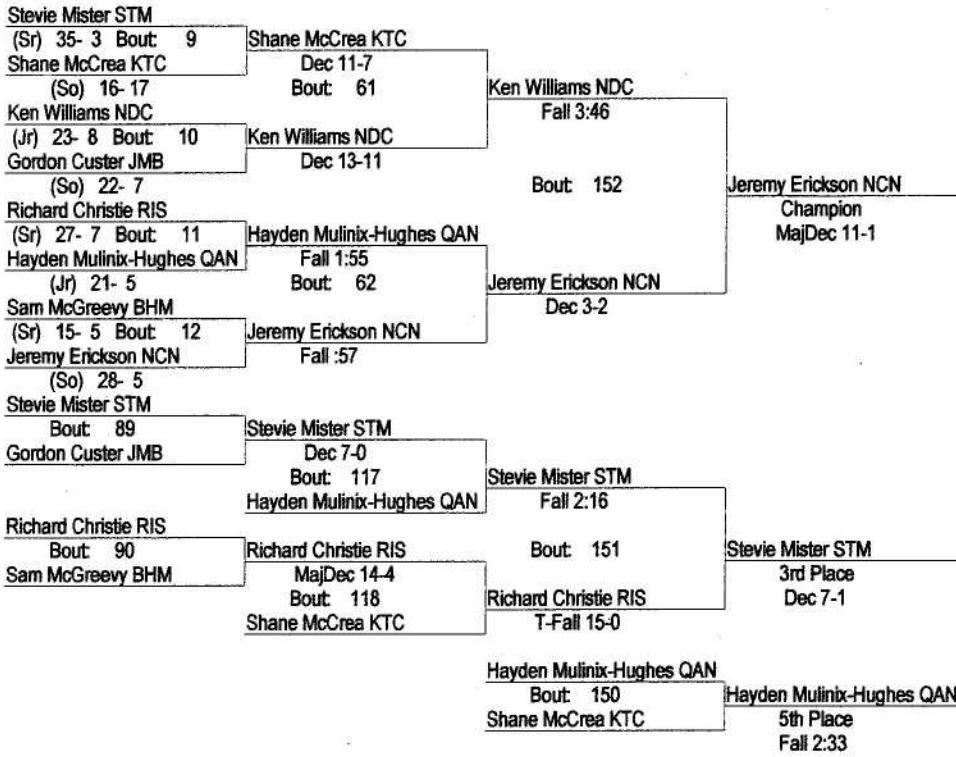 Stevie Mister STM
(Sr) 35- 3 Bout: 9
Shane McCrea KTC
(So) 16- 17
Ken Williams NDC
(Jr) 23- 8 Bout: 10
Gordon Custer JMB
(So) 22- 7
Richard Christie RIS
(Sr) 27- 7 Bout: 11
Hayden Mulinix-Hughes QAN
(Jr) 21- 5
Sam McGreevy BHM
(Sr) 15- 5 Bout: 12
Jeremy Erickson NCN
(So) 28- 5
Shane McCrea KTC
Dec 11-7
Bout: 61
Ken Williams NDC
Dec 13-11
Hayden Mulinix-Hughes QAN
Fall 1:55
Bout: 62
Jeremy Erickson NCN
Fall :57
Ken Williams NDC
Fall 3:46
Bout: 152
Jeremy Erickson NCN
Dec 3-2
Jeremy Erickson NCN
Champion
MajDec 11-1
Stevie Mister STM
Bout: 89
Gordon Custer JMB
Richard Christie RIS
Bout: 90
Sam McGreevy BHM
Stevie Mister STM
Dec 7-0
Bout: 117
Hayden Mulinix-Hughes QAN
Richard Christie RIS
MajDec 14-4
Bout: 118
Shane McCrea KTC
Stevie Mister STM
Fall 2:16
Bout: 151
Richard Christie RIS
T-Fall 15-0
Stevie Mister STM
3rd Place
Dec 7-1
Hayden Mulinix-Hughes QAN
Bout: 150
Shane McCrea KTC
Hayden Mulinix-Hughes QAN
5th Place
Fall 2:33